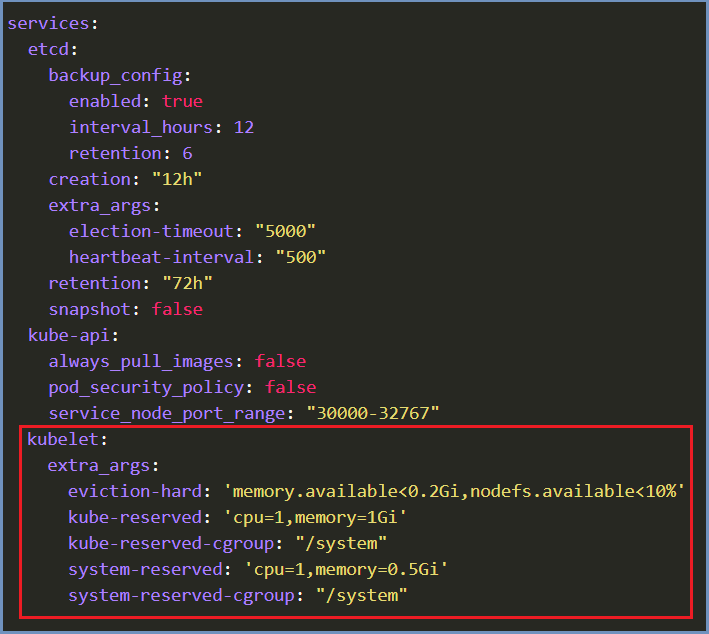 services:
  etcd:
    backup_config:
      enabled: true
      interval_hours: 12
      retention: 6
    creation: "12h"
    extra_args:
      election-timeout: "5000"
      heartbeat-interval: "500"
    retention: "72h"
    snapshot: false
  kube-api:
    always_pull_images: false
    pod_security_policy: false
    service_node_port_range: "30000-32767"
  kubelet:
    extra_args:
      eviction-hard: 'memory.available<0.2Gi,nodefs.available<10%'
      kube-reserved: 'cpu=1,memory=1Gi'
      kube-reserved-cgroup: "/system"
      system-reserved: 'cpu=1,memory=0.5Gi'
      system-reserved-cgroup: "/system"